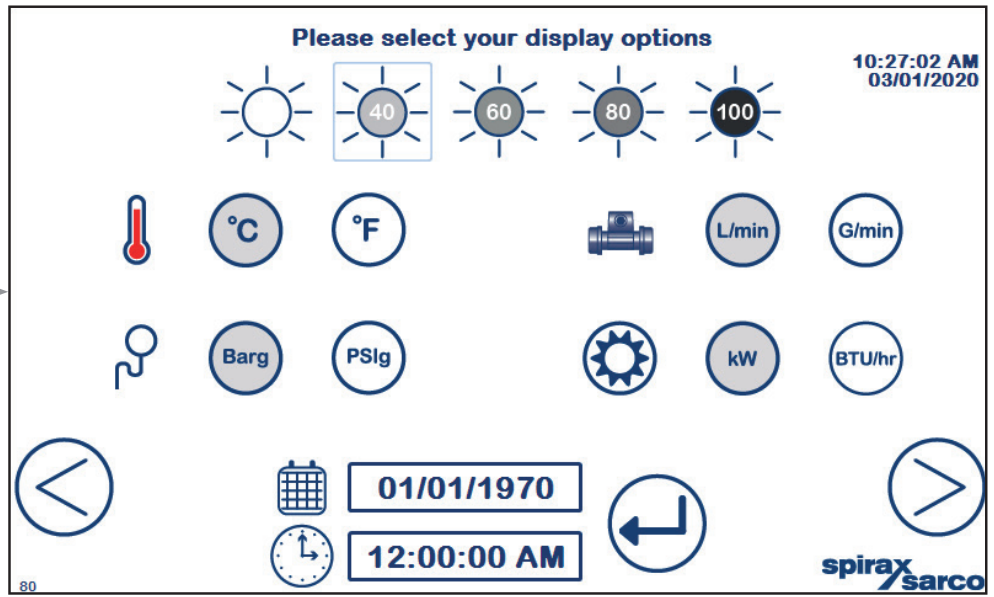 Please select your display options
10:27:02 AM
03/01/2020
40 60 80 100
°C °F L/min G/min
Barg PSIg kW BTU/hr
01/01/1970
12:00:00 AM
80
spirax
sarco